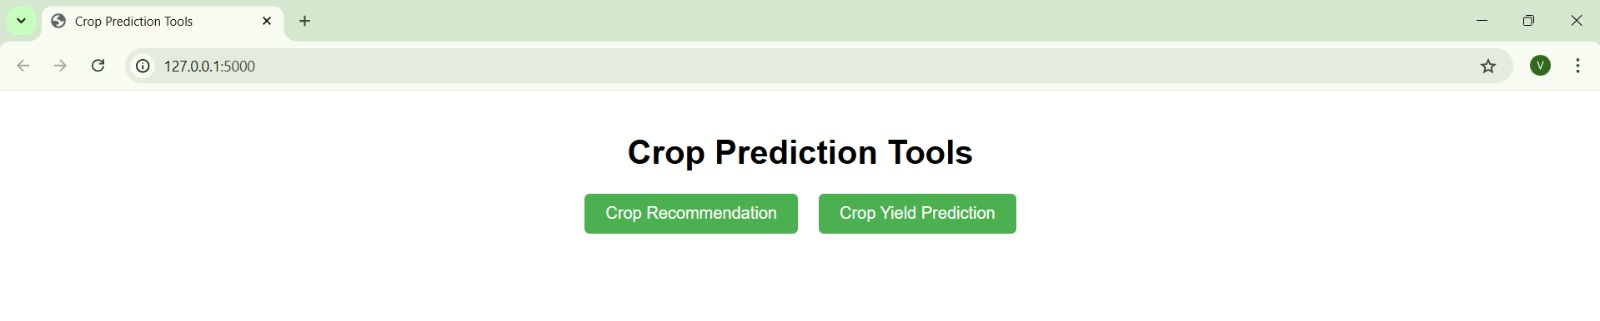 Crop Prediction Tools
127.0.0.1:5000
V
Crop Prediction Tools
Crop Recommendation
Crop Yield Prediction